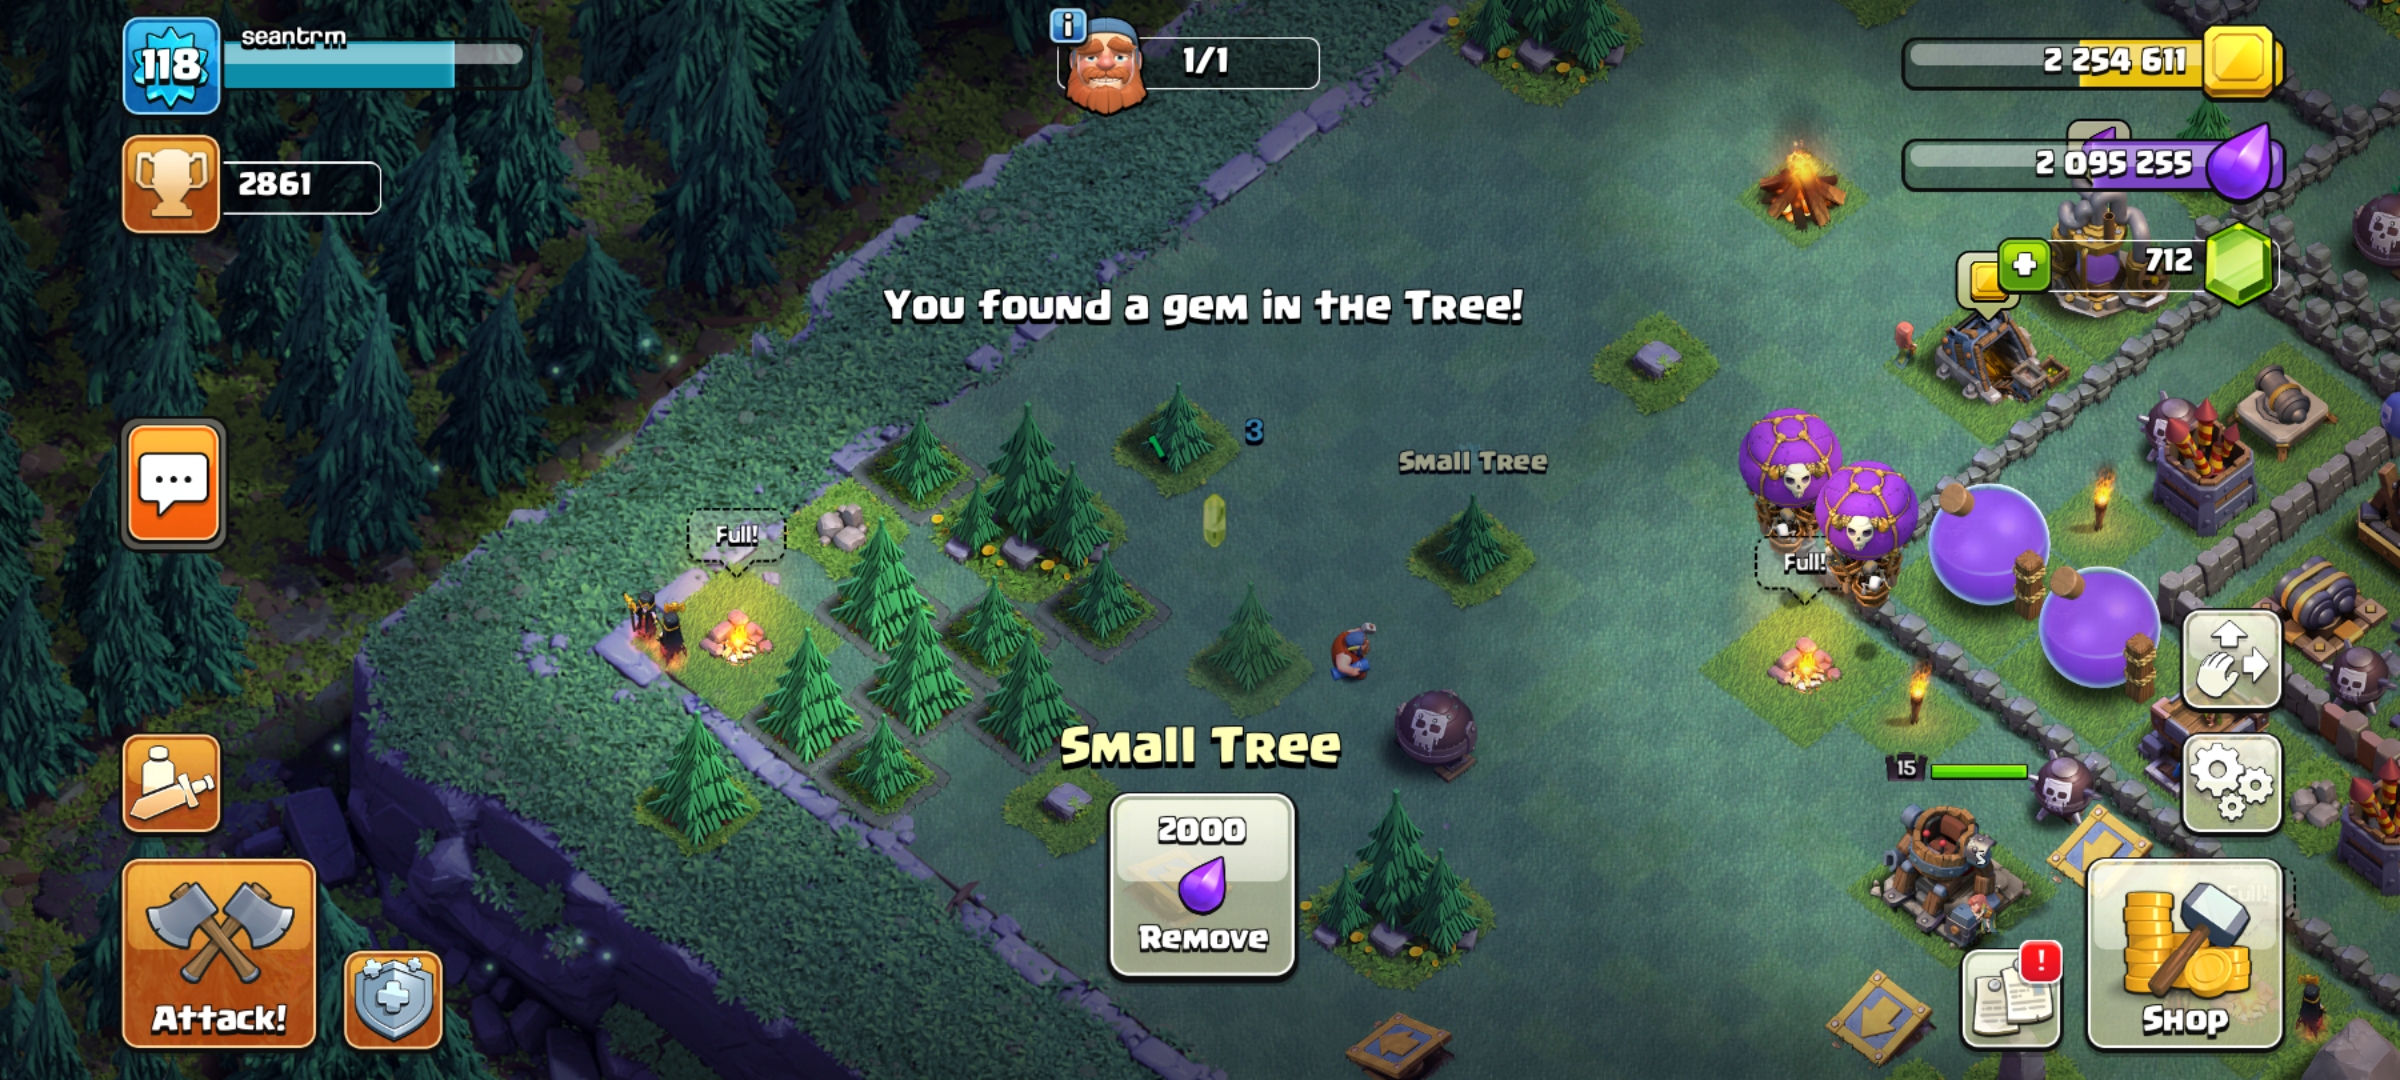 118
seantrm
i
1/1
2 254 611
2 095 255
2861
712
You found a gem in the Tree!
3
Small Tree
Full!
Full!
Small Tree
15
2000
Remove
Full!
!
Attack!
Shop